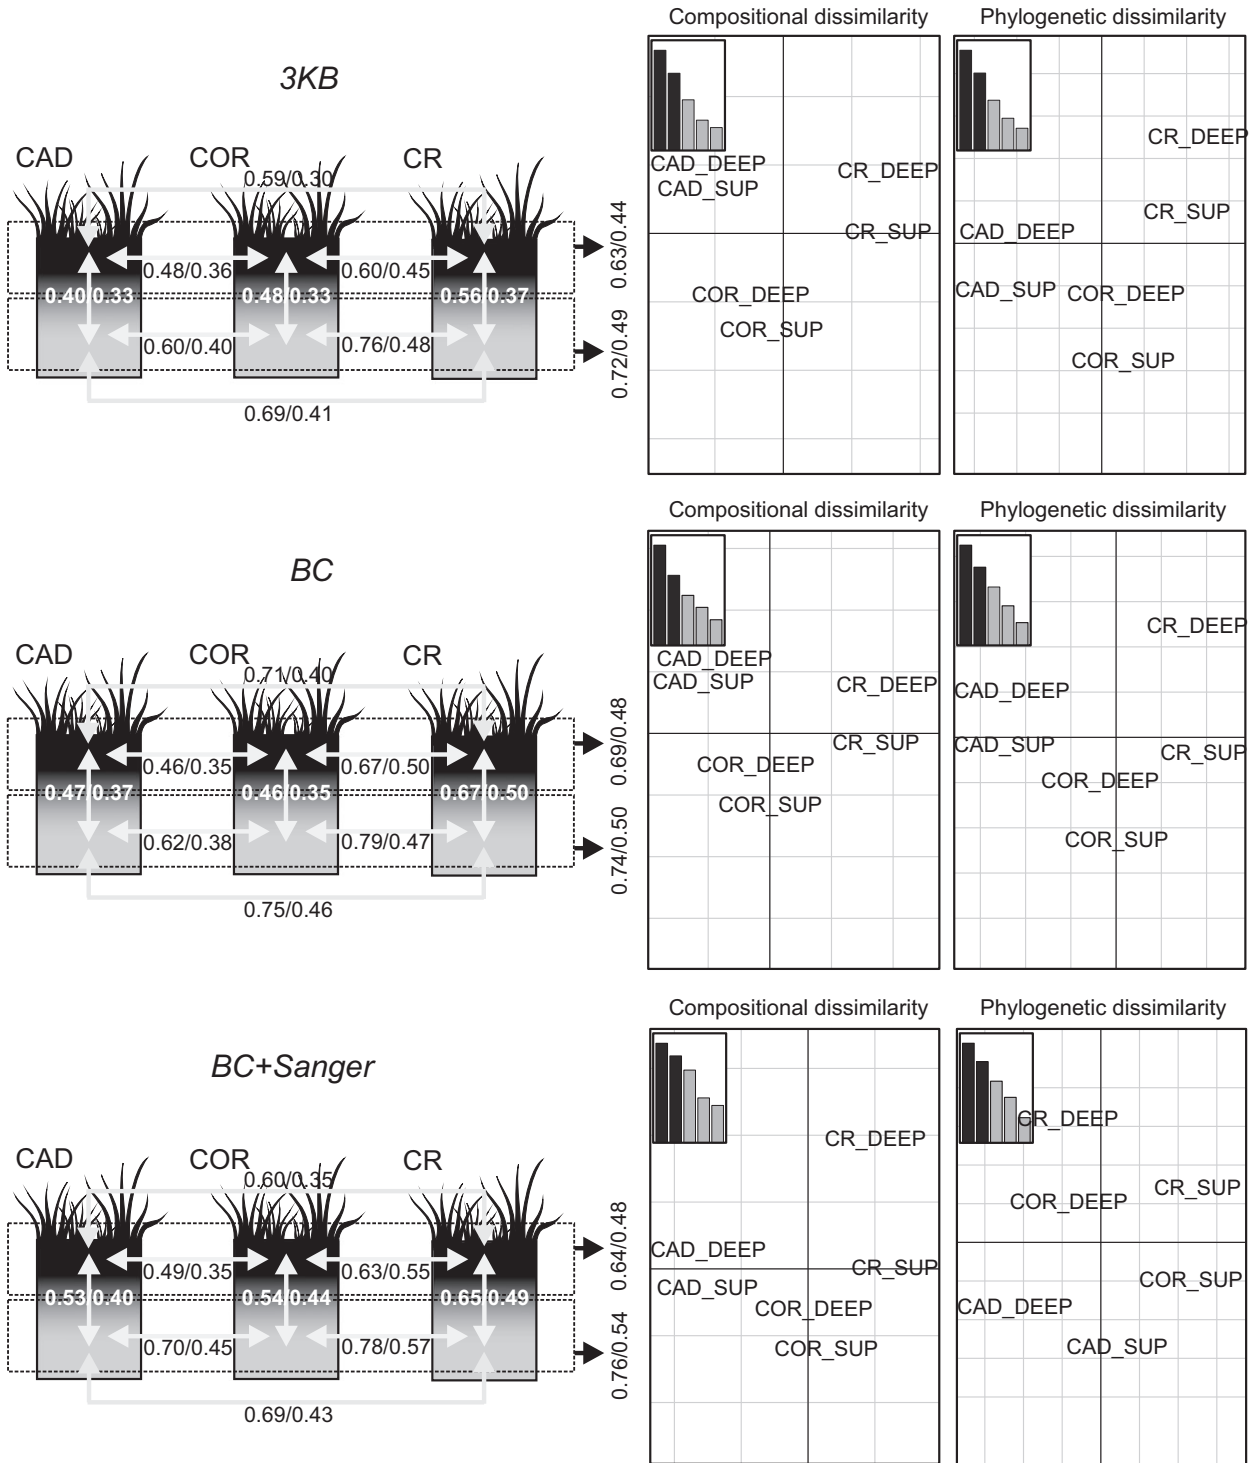 Compositional dissimilarity
Phylogenetic dissimilarity
3KB
CAD
COR
CR
0.59/0.30
0.48/0.36
0.60/0.45
0.40/0.33
0.48/0.33
0.56/0.37
0.60/0.40
0.76/0.48
0.69/0.41
0.63/0.44
0.72/0.49
CAD_DEEP
CAD_SUP
CR_DEEP
CR_SUP
COR_DEEP
COR_SUP
CR_DEEP
CR_SUP
CAD_DEEP
CAD_SUP
COR_DEEP
COR_SUP
Compositional dissimilarity
Phylogenetic dissimilarity
BC
CAD
COR
CR
0.71/0.40
0.46/0.35
0.67/0.50
0.47/0.37
0.46/0.35
0.67/0.50
0.62/0.38
0.79/0.47
0.75/0.46
0.69/0.48
0.74/0.50
CAD_DEEP
CAD_SUP
CR_DEEP
CR_SUP
COR_DEEP
COR_SUP
CR_DEEP
CAD_DEEP
CAD_SUP
CR_SUP
COR_DEEP
COR_SUP
Compositional dissimilarity
Phylogenetic dissimilarity
BC+Sanger
CAD
COR
CR
0.60/0.35
0.49/0.35
0.63/0.55
0.53/0.40
0.54/0.44
0.65/0.49
0.70/0.45
0.78/0.57
0.69/0.43
0.64/0.48
0.76/0.54
CR_DEEP
CAD_DEEP
CR_SUP
CAD_SUP
COR_DEEP
COR_SUP
CR_DEEP
CR_SUP
COR_DEEP
COR_SUP
CAD_DEEP
CAD_SUP